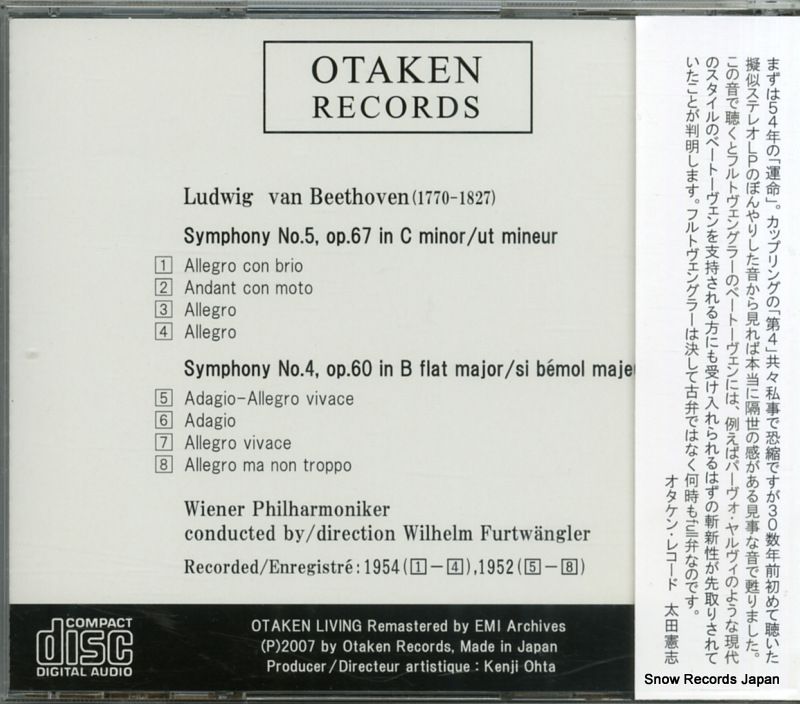 OTAKEN
RECORDS
Ludwig van Beethoven(1770-1827)
Symphony No.5, op.67 in C minor/ut mineur
1 Allegro con brio
2 Andant con moto
3 Allegro
4 Allegro
Symphony No.4, op.60 in B flat major/si bémol maje
5 Adagio-Allegro vivace
6 Adagio
7 Allegro vivace
8 Allegro ma non troppo
Wiener Philharmoniker
conducted by/direction Wilhelm Furtwängler
Recorded/Enregistré:1954(1-4),1952(5-8)
COMPACT
disc
DIGITAL AUDIO
OTAKEN LIVING Remastered by EMI Archives
(P)2007 by Otaken Records, Made in Japan
Producer/Directeur artistique:Kenji Ohta
まずは54年の「運命」。カップリングの「第4」共々私事で恐縮ですが30数年前初めて聴いた
擬似ステレオLPのぼんやりした音から見れば本当に隔世の感がある見事な音で甦りました。
この音で聴くとフルトヴェングラーのベートーヴェンには、例えばパーヴォ・ヤルヴィのような現代
のスタイルのベートーヴェンを支持される方にも受け入れられるはずの斬新性が先取りされて
いたことが判明します。フルトヴェングラーは決して古弁ではなく何時もfull弁なのです。
オタケン・レコード 太田憲志
Snow Records Japan